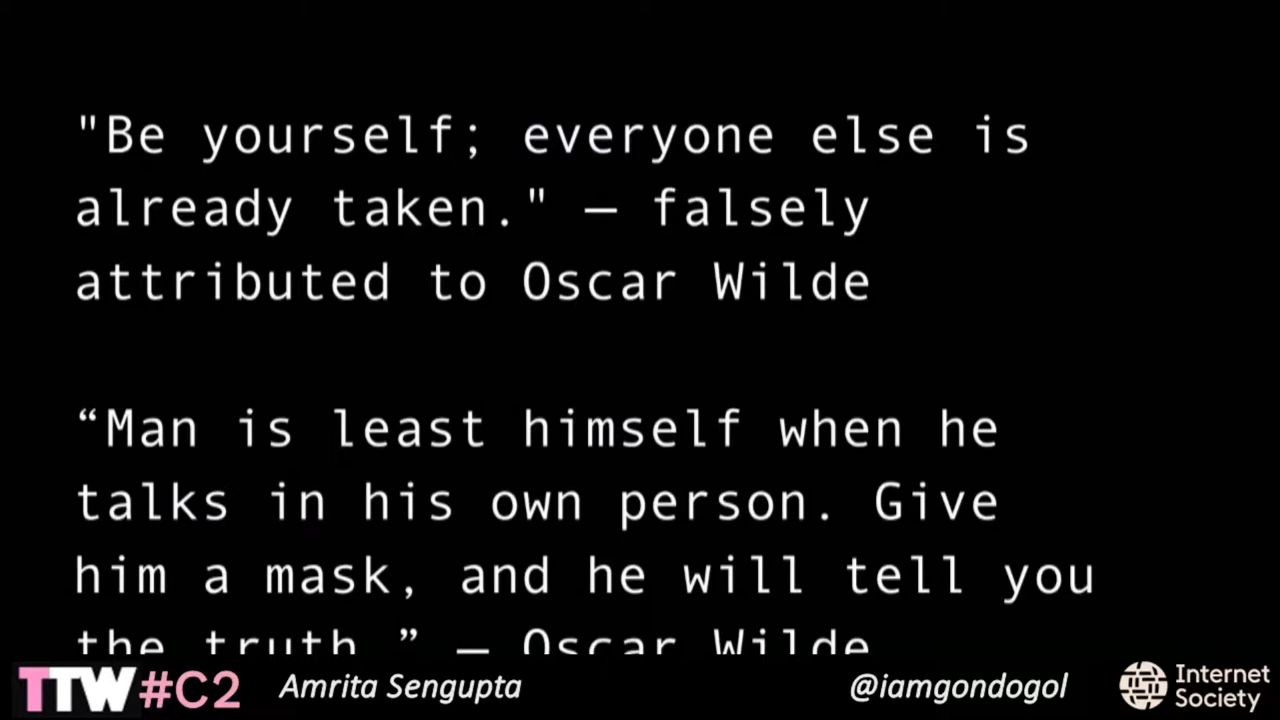 "Be yourself; everyone else is
already taken." — falsely
attributed to Oscar Wilde
“Man is least himself when he
talks in his own person. Give
him a mask, and he will tell you
the truth.” — Oscar Wilde
TTW#C2 Amrita Sengupta @iamgondogol Internet
Society